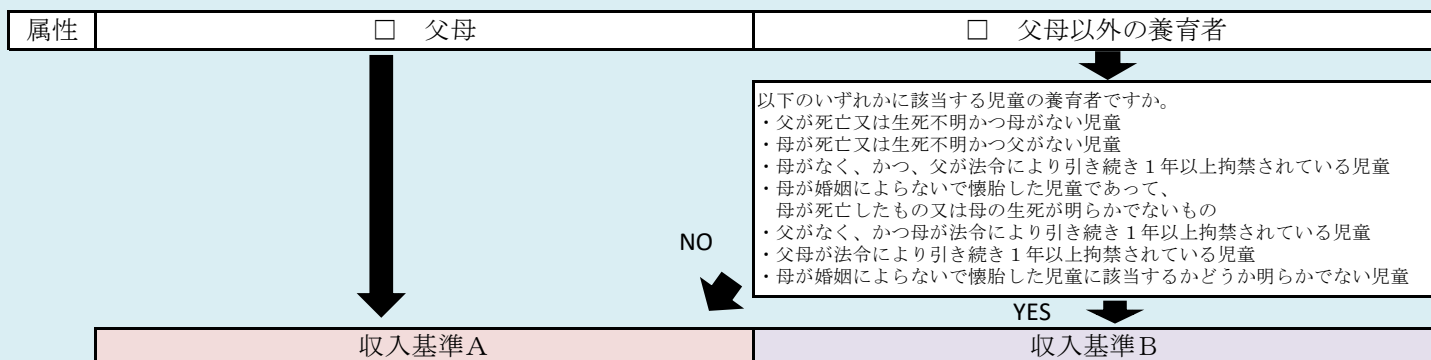 属性
□ 父母
□ 父母以外の養育者
以下のいずれかに該当する児童の養育者ですか。
・父が死亡又は生死不明かつ母がない児童
・母が死亡又は生死不明かつ父がない児童
・母がなく、かつ、父が法令により引き続き１年以上拘禁されている児童
・母が婚姻によらないで懐胎した児童であって、
母が死亡したもの又は母の生死が明らかでないもの
・父がなく、かつ母が法令により引き続き１年以上拘禁されている児童
・父母が法令により引き続き１年以上拘禁されている児童
・母が婚姻によらないで懐胎した児童に該当するかどうか明らかでない児童
NO
YES
収入基準Ａ
収入基準Ｂ